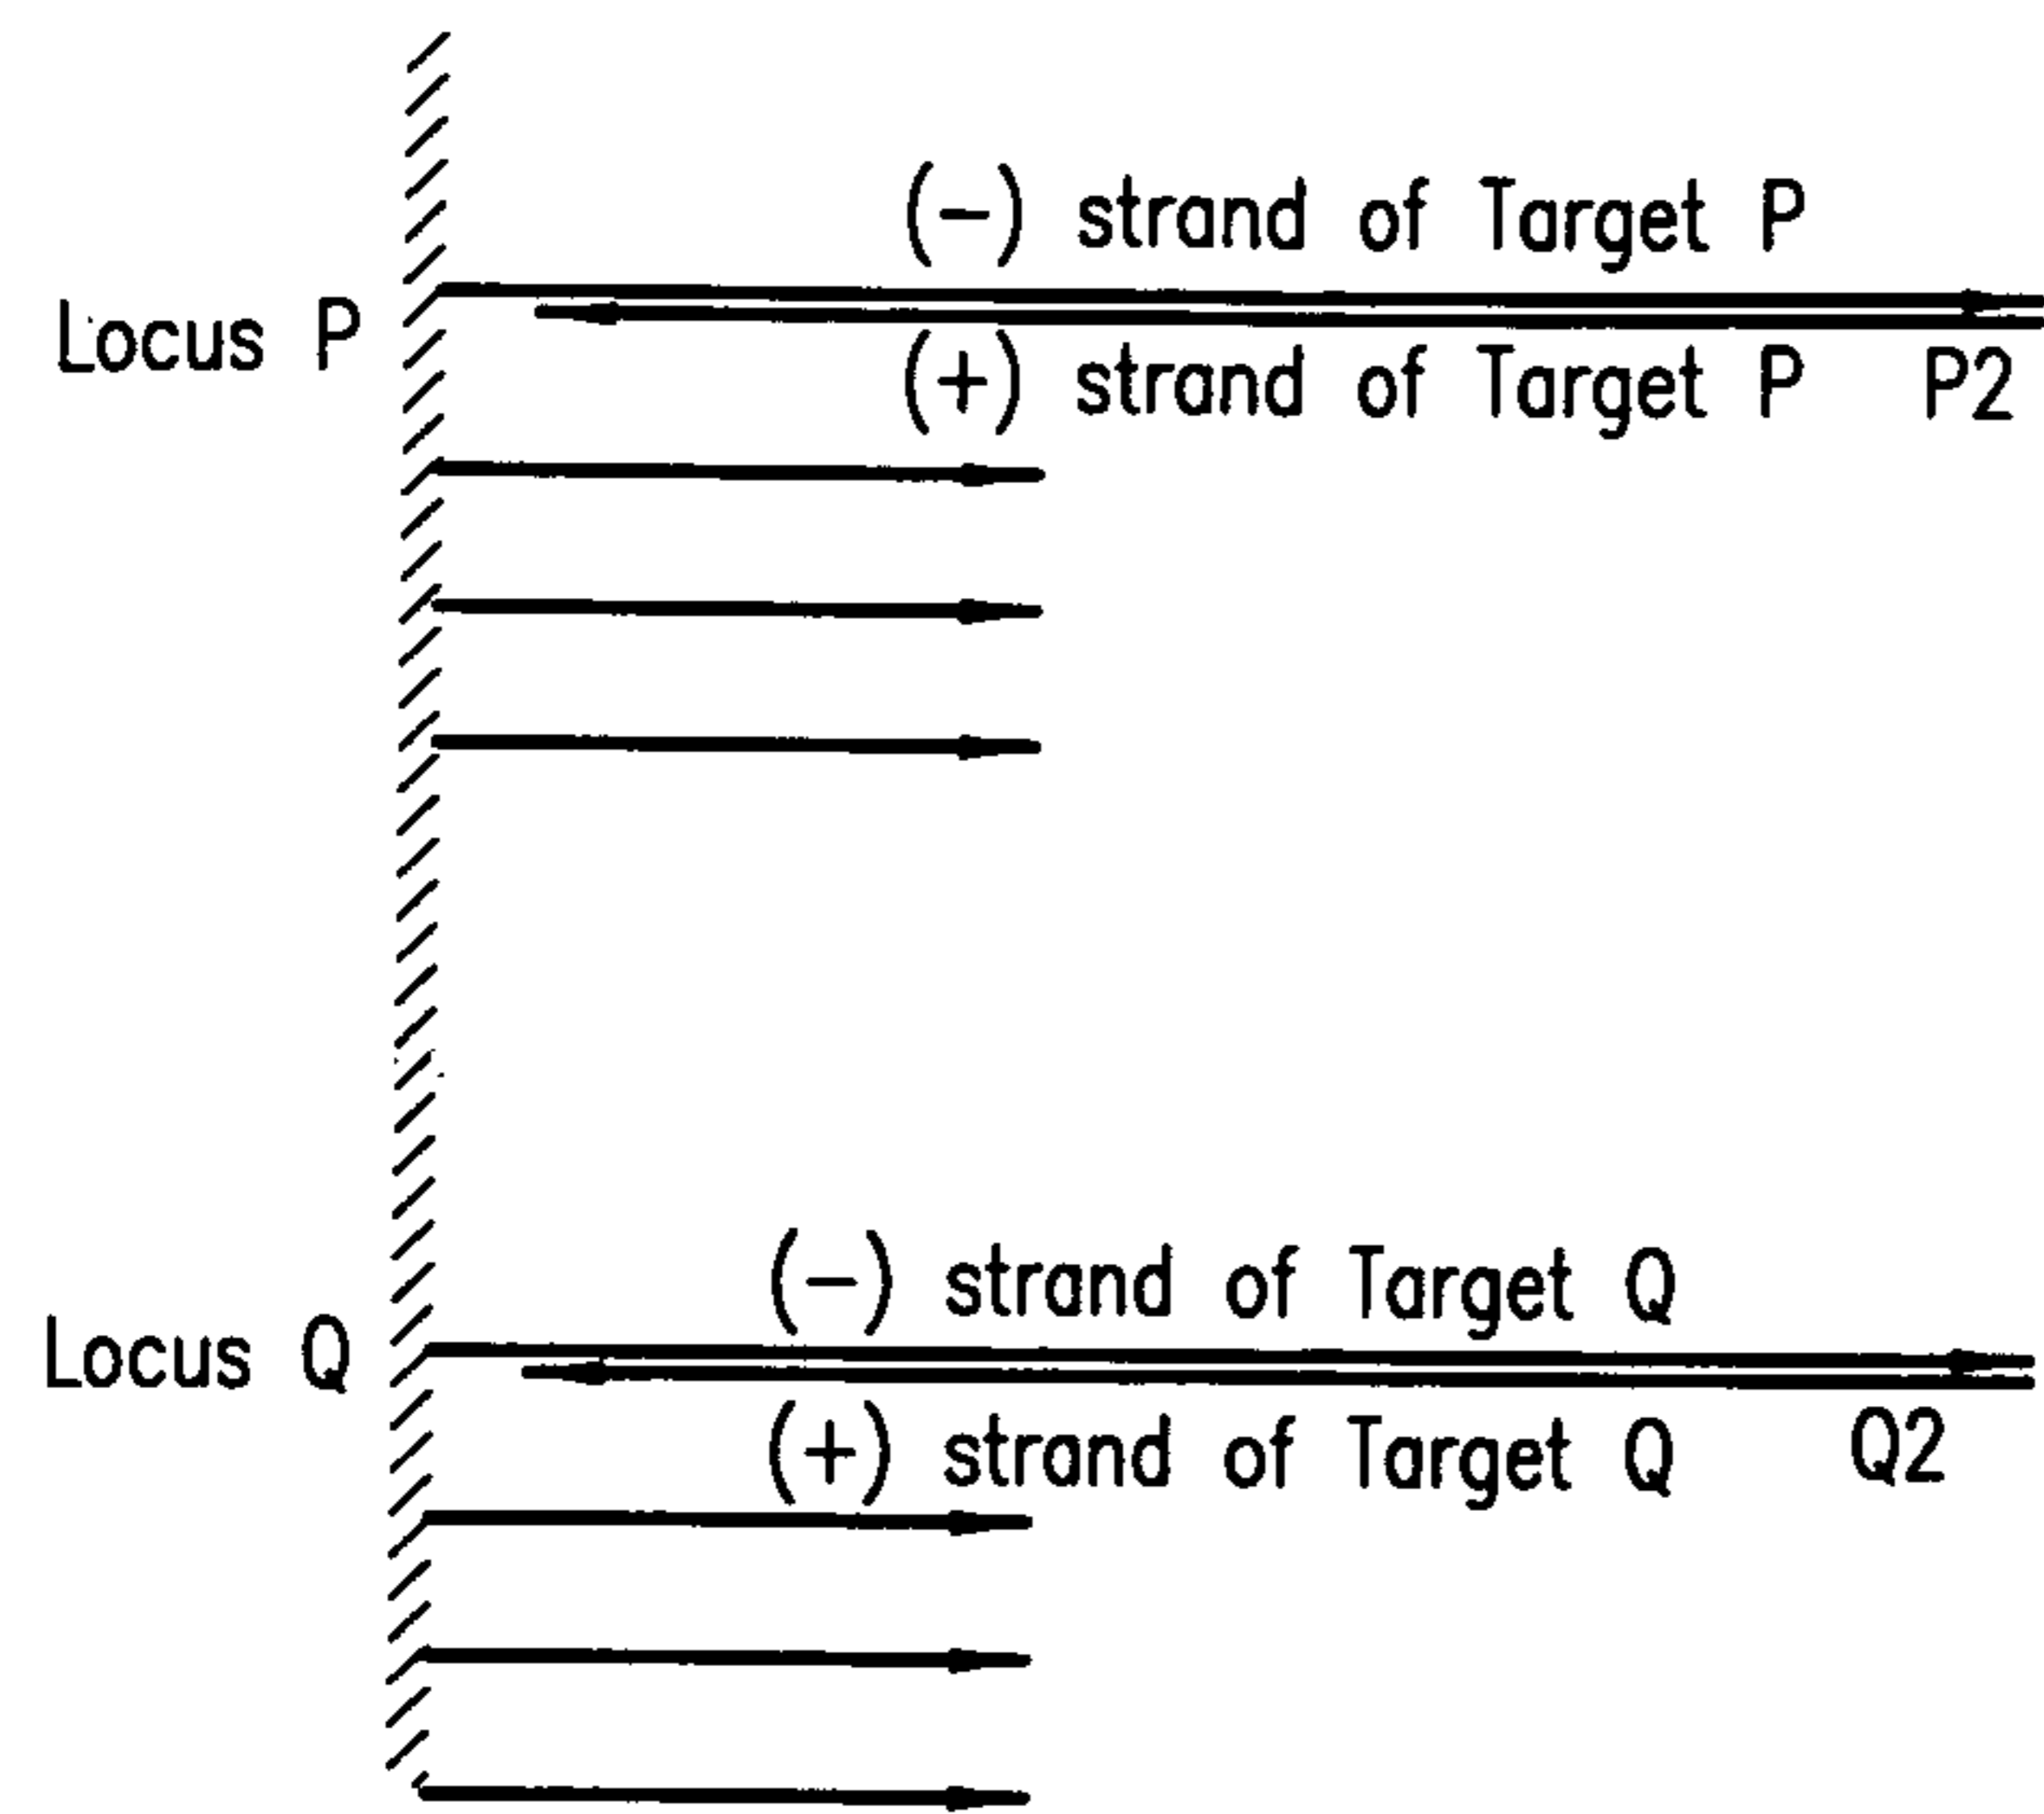 (-) strand of Target P
Locus P
(+) strand of Target P P2
(-) strand of Target Q
Locus Q
(+) strand of Target Q Q2